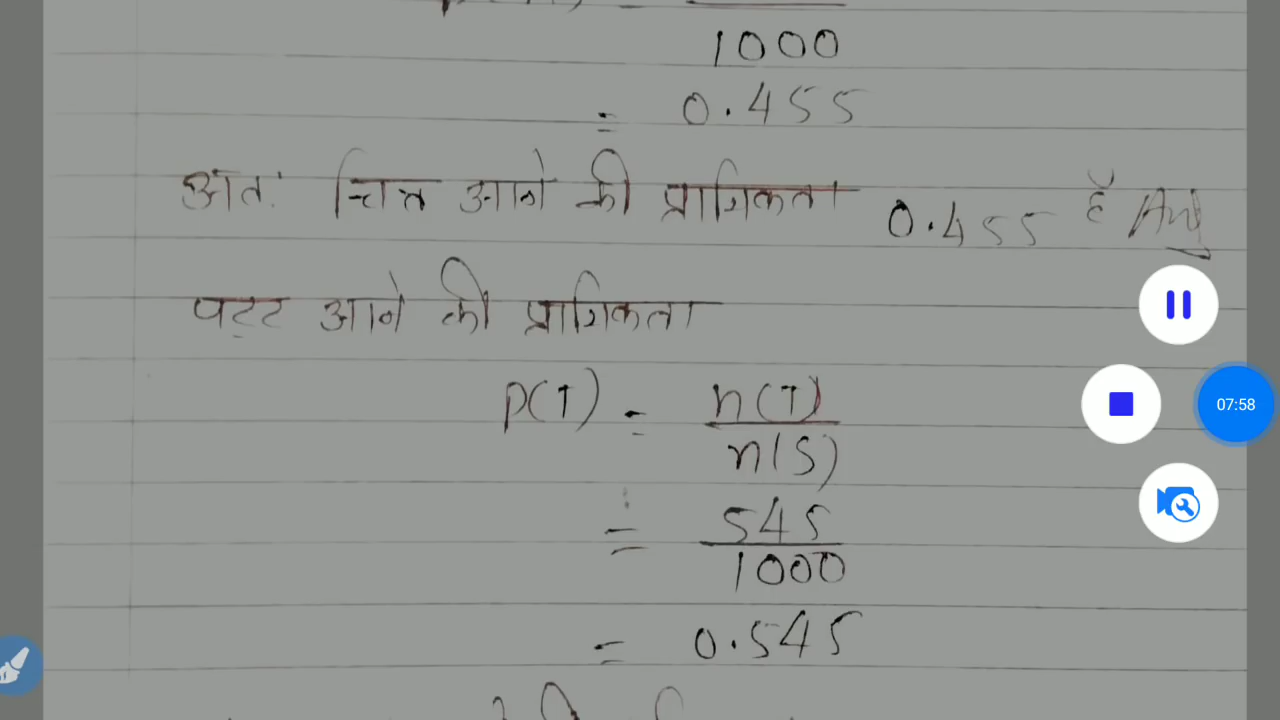 1000
= 0.455
अतः चित्त आने की प्रायिकता 0.455 है Ans
पट्ट आने की प्रायिकता
P(T) = n(T)
n(S)
= 545
1000
= 0.545
07:58